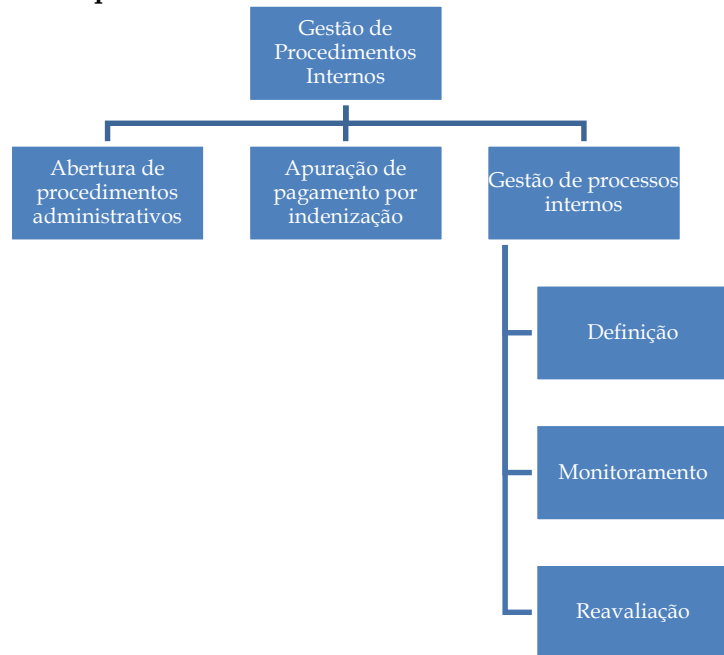 Gestão de
Procedimentos
Internos
Abertura de
procedimentos
administrativos
Apuração de
pagamento por
indenização
Gestão de processos
internos
Definição
Monitoramento
Reavaliação